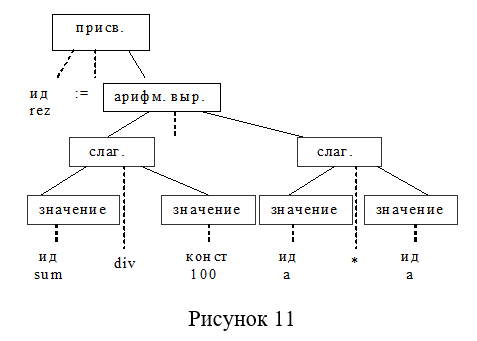 присв.
ид :=
rez
арифм. выр.
слаг. слаг.
значение значение значение значение
ид div конст ид * ид
sum 100 a a
Рисунок 11